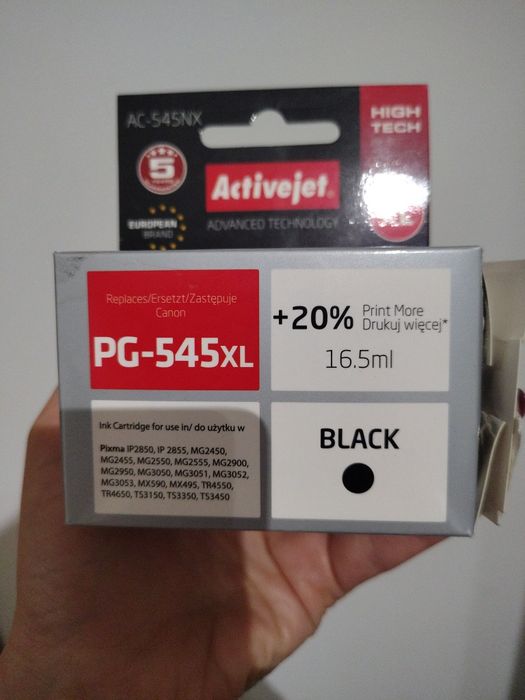 AC-545NX
HIGH
TECH
5
Activejet®
EUROPEAN
BRAND
ADVANCED TECHNOLOGY
Replaces/Ersetzt/Zastępuje
Canon
PG-545XL
+20% Print More
Drukuj więcej*
16.5ml
Ink Cartridge for use in/ do użytku w
Pixma iP2850, IP 2855, MG2450,
MG2455, MG2550, MG2555, MG2900,
MG2950, MG3050, MG3051, MG3052,
MG3053, MX590, MX495, TR4550,
TR4650, TS3150, TS3350, TS3450
BLACK